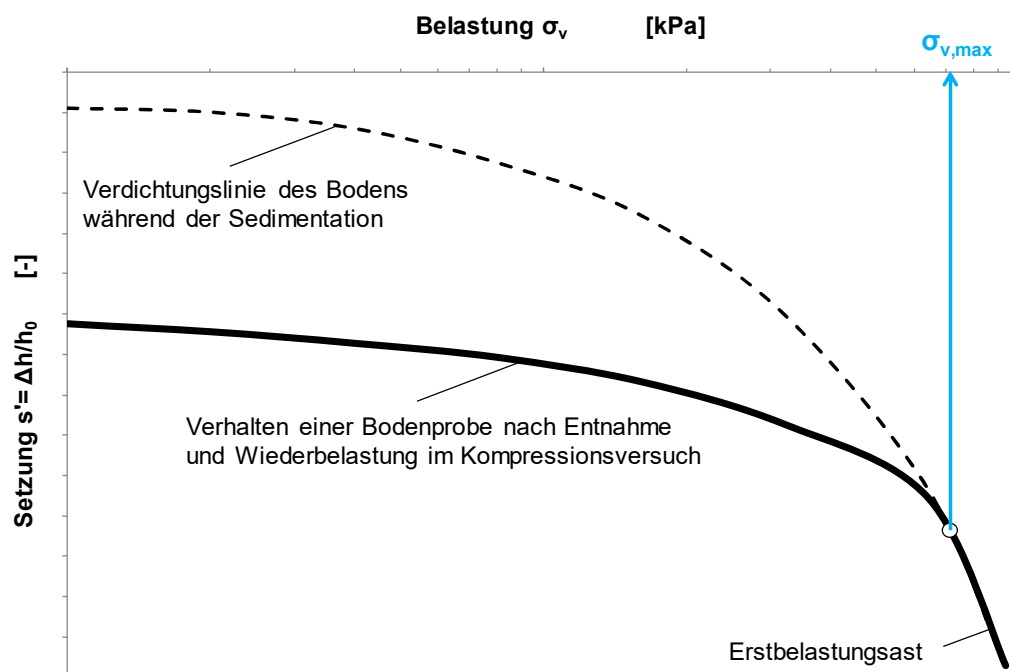 Belastung σv [kPa]
σv,max
Verdichtungslinie des Bodens
während der Sedimentation
Setzung s'= Δh/h0 [-]
Verhalten einer Bodenprobe nach Entnahme
und Wiederbelastung im Kompressionsversuch
Erstbelastungsast